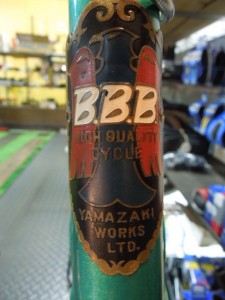 B.B.B.
HIGH QUALITY
CYCLE
YAMAZAKI
WORKS
LTD.